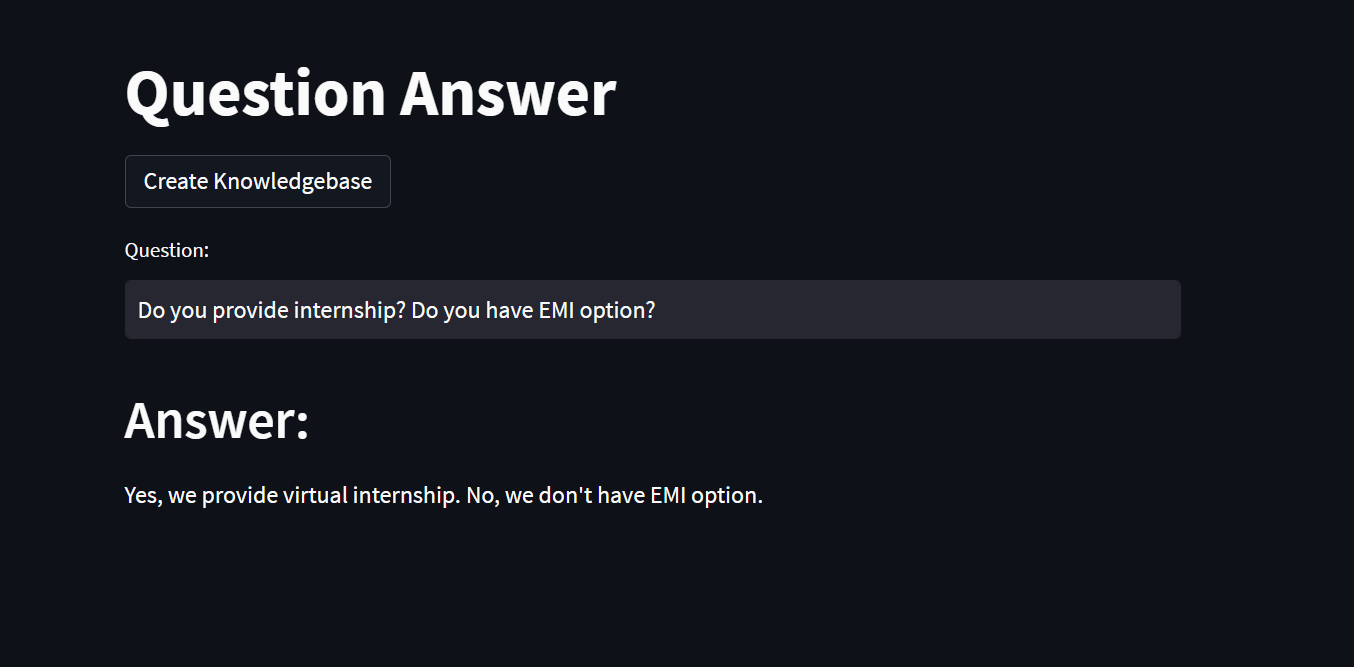 Question Answer
Create Knowledgebase
Question:
Do you provide internship? Do you have EMI option?
Answer:
Yes, we provide virtual internship. No, we don't have EMI option.